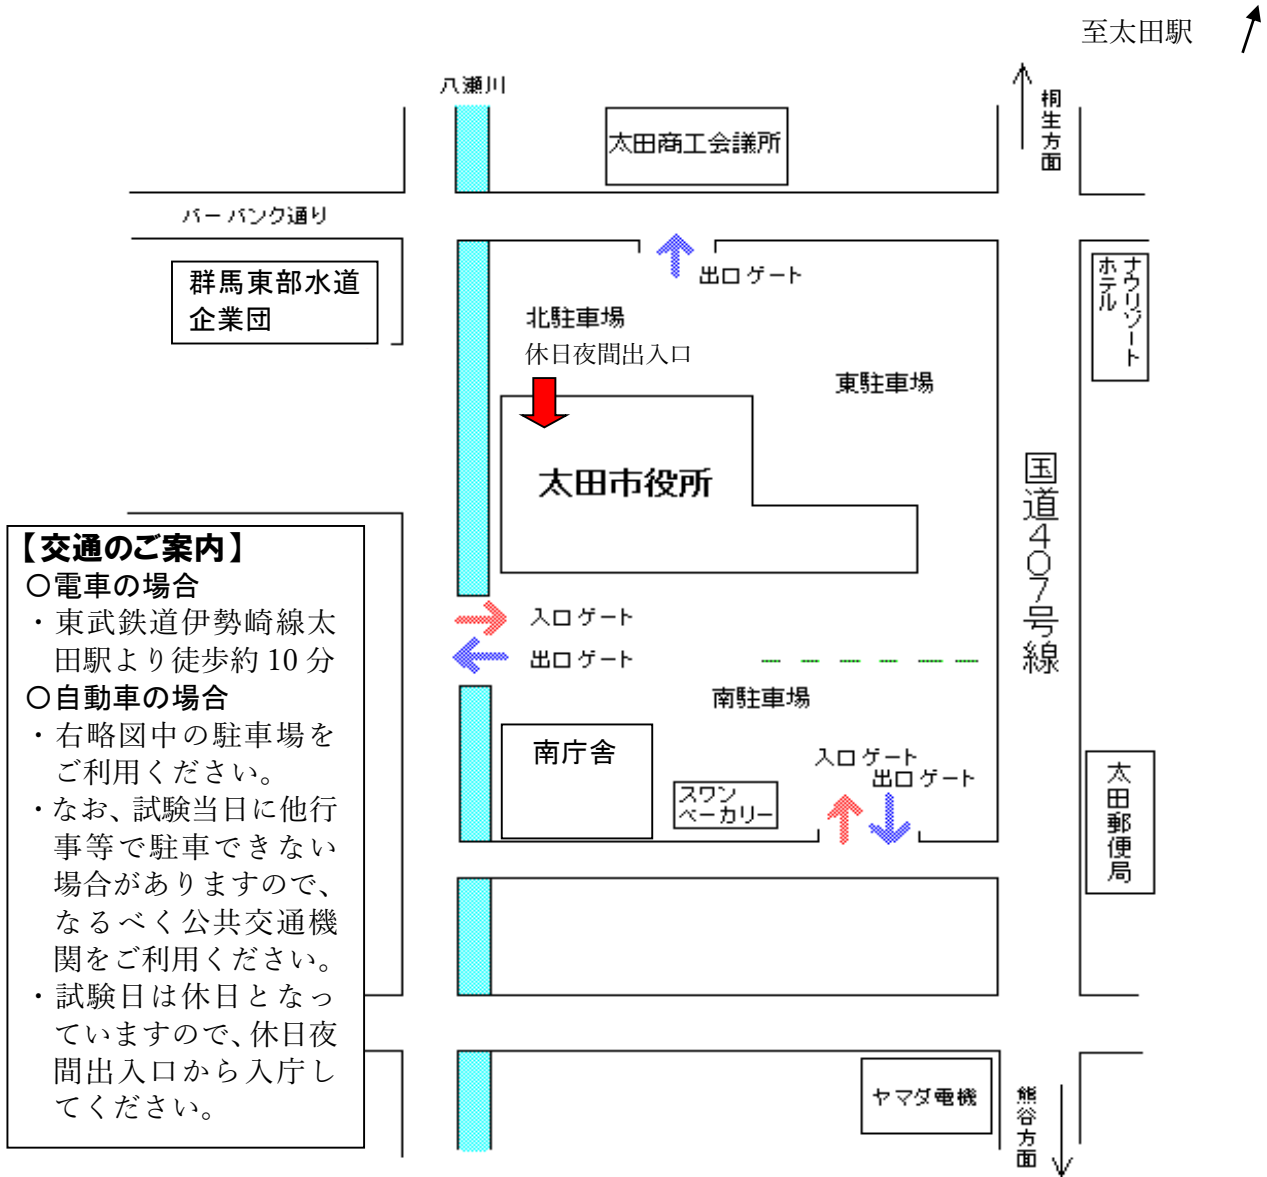 至太田駅
八瀬川
桐生方面
太田商工会議所
バーバンク通り
出口ゲート
群馬東部水道
企業団
ナウリゾート
ホテル
北駐車場
休日夜間出入口
東駐車場
太田市役所
国道407号線
【交通のご案内】
○電車の場合
・東武鉄道伊勢崎線太
田駅より徒歩約 10 分
○自動車の場合
・右略図中の駐車場を
ご利用ください。
・なお、試験当日に他行
事等で駐車できない
場合がありますので、
なるべく公共交通機
関をご利用ください。
・試験日は休日となっ
ていますので、休日夜
間出入口から入庁し
てください。
入口ゲート
出口ゲート
南駐車場
南庁舎
スワン
ベーカリー
入口ゲート
出口ゲート
太田郵便局
ヤマダ電機
熊谷方面